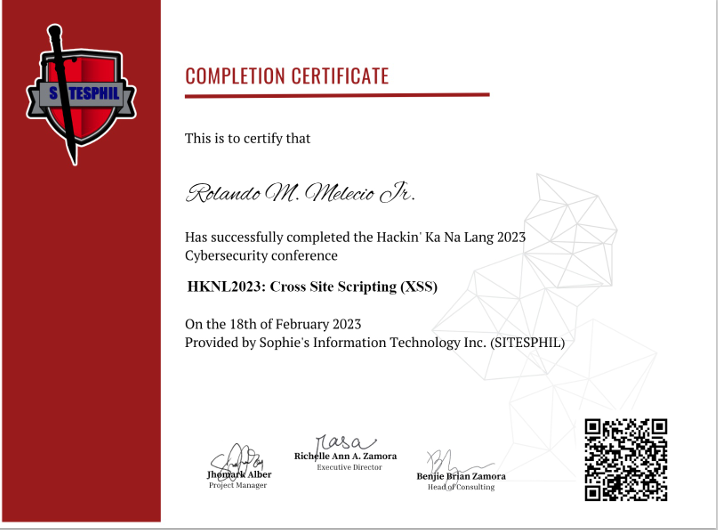 SITESPHIL
COMPLETION CERTIFICATE
This is to certify that
Rolando M. Melecio Jr.
Has successfully completed the Hackin' Ka Na Lang 2023
Cybersecurity conference
HKNL2023: Cross Site Scripting (XSS)
On the 18th of February 2023
Provided by Sophie's Information Technology Inc. (SITESPHIL)
Jhomark Alber
Project Manager
Richelle Ann A. Zamora
Executive Director
Benjie Brian Zamora
Head of Consulting